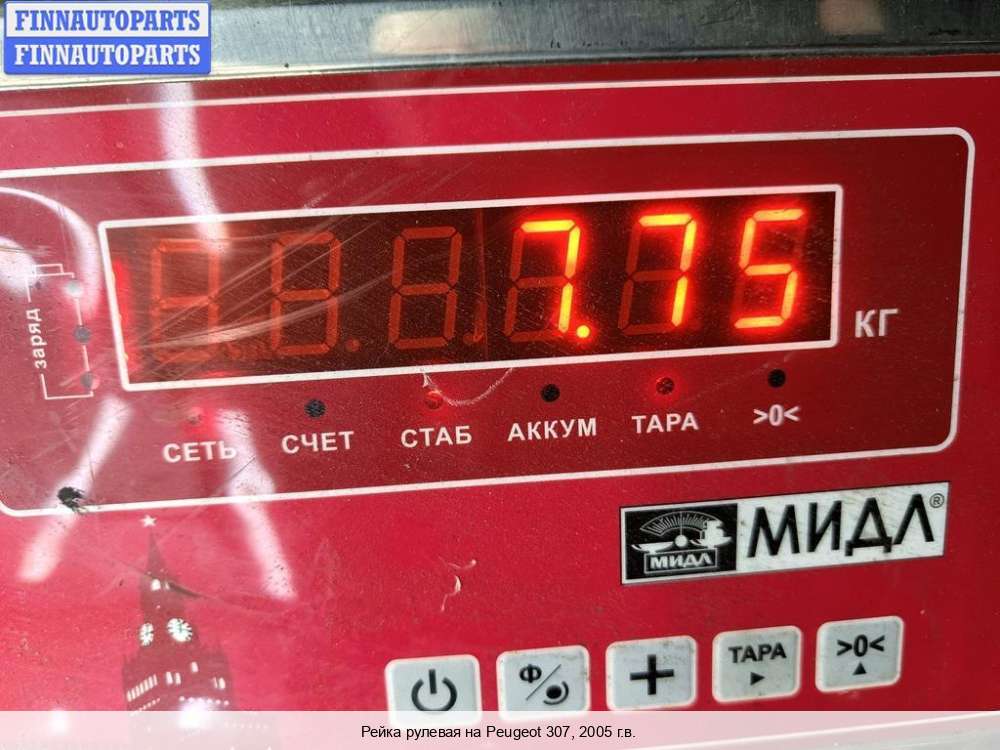 FINNAUTOPARTS
FINNAUTOPARTS
7.75
КГ
заряд
СЕТЬ СЧЕТ СТАБ АККУМ ТАРА >0<
МИДЛ МИДЛ®
Ф ТАРА >0<
Рейка рулевая на Peugeot 307, 2005 г.в.